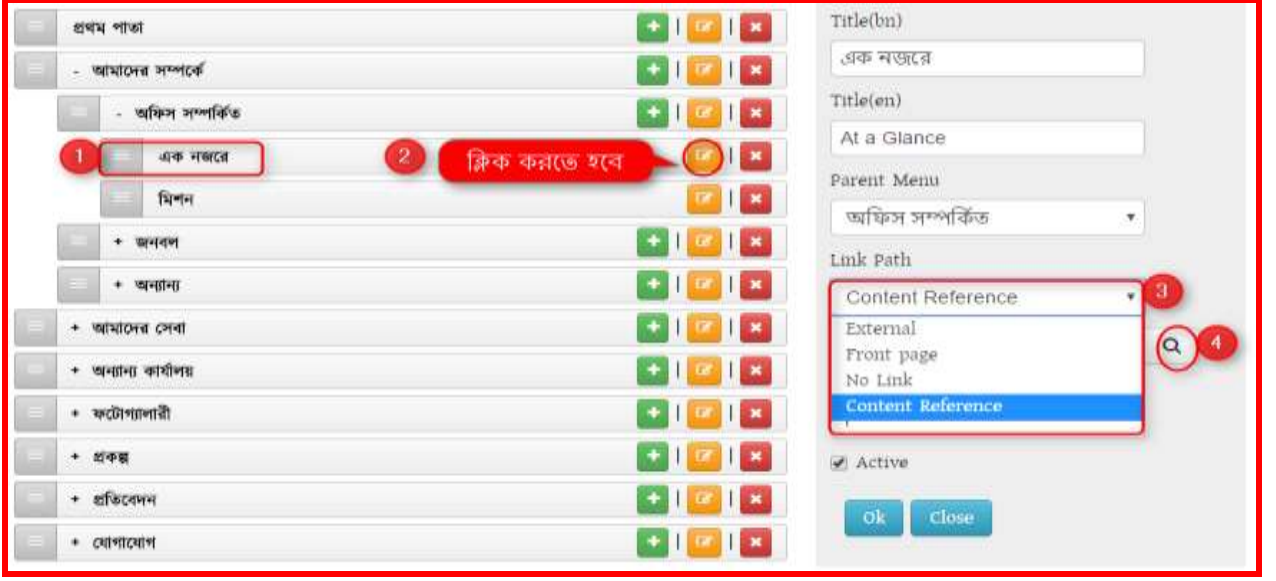 প্রথম পাতা
- আমাদের সম্পর্কে
- অফিস সম্পর্কিত
1 এক নজরে 2 ক্লিক করতে হবে
মিশন
+ জনবল
+ অন্যান্য
+ আমাদের সেবা
+ অন্যান্য কার্যালয়
+ ফটোগ্যালারী
+ প্রকল্প
+ প্রতিবেদন
+ যোগাযোগ
Title(bn)
এক নজরে
Title(en)
At a Glance
Parent Menu
অফিস সম্পর্কিত
Link Path
Content Reference 3
External
Front page 4
No Link
Content Reference
Active
Ok Close